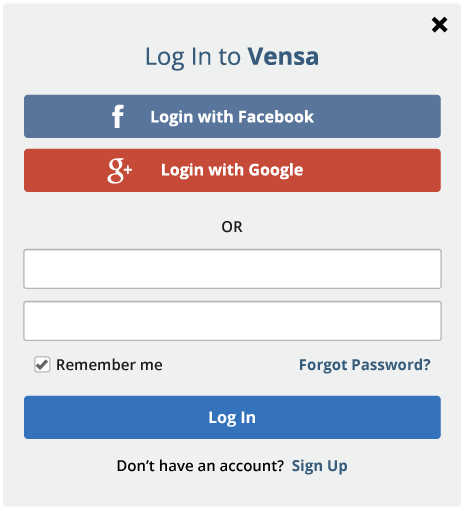 Log In to Vensa
f Login with Facebook
g+ Login with Google
OR
Remember me Forgot Password?
Log In
Don’t have an account? Sign Up